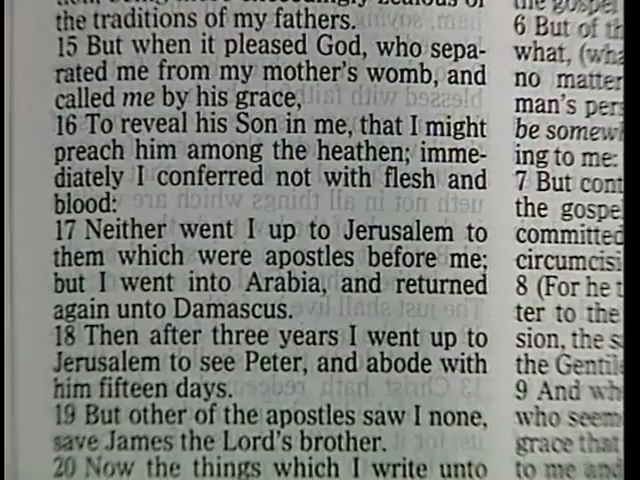 the traditions of my fathers.
15 But when it pleased God, who sepa-
rated me from my mother's womb, and
called me by his grace,
16 To reveal his Son in me, that I might
preach him among the heathen; imme-
diately I conferred not with flesh and
blood:
17 Neither went I up to Jerusalem to
them which were apostles before me;
but I went into Arabia, and returned
again unto Damascus.
18 Then after three years I went up to
Jerusalem to see Peter, and abode with
him fifteen days.
19 But other of the apostles saw I none,
save James the Lord's brother.
20 Now the things which I write unto
the gospel
6 But of
what, (wha
no matter
man's per
be somew
ing to me:
7 But cont
the gospe
committed
circumcisi
8 (For he t
ter to the
sion, the s
the Gentil
9 And wh
who seem
grace that
to me and